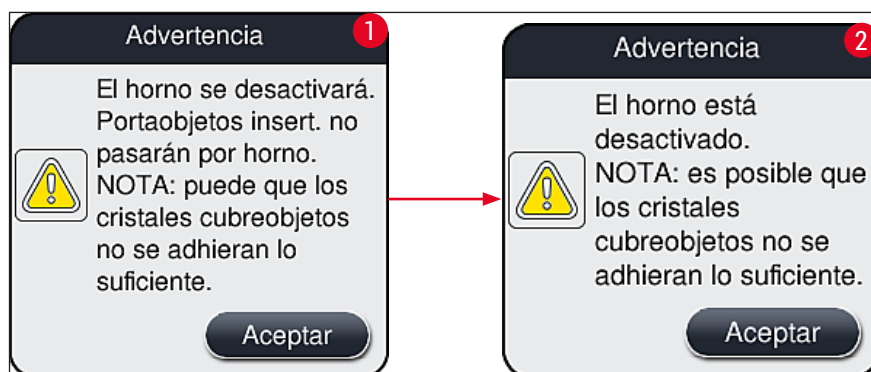 Advertencia
1
El horno se desactivará.
Portaobjetos insert. no
pasarán por horno.
NOTA: puede que los
cristales cubreobjetos
no se adhieran lo
suficiente.
Aceptar
Advertencia
2
El horno está
desactivado.
NOTA: es posible que
los cristales
cubreobjetos no se
adhieran lo suficiente.
Aceptar